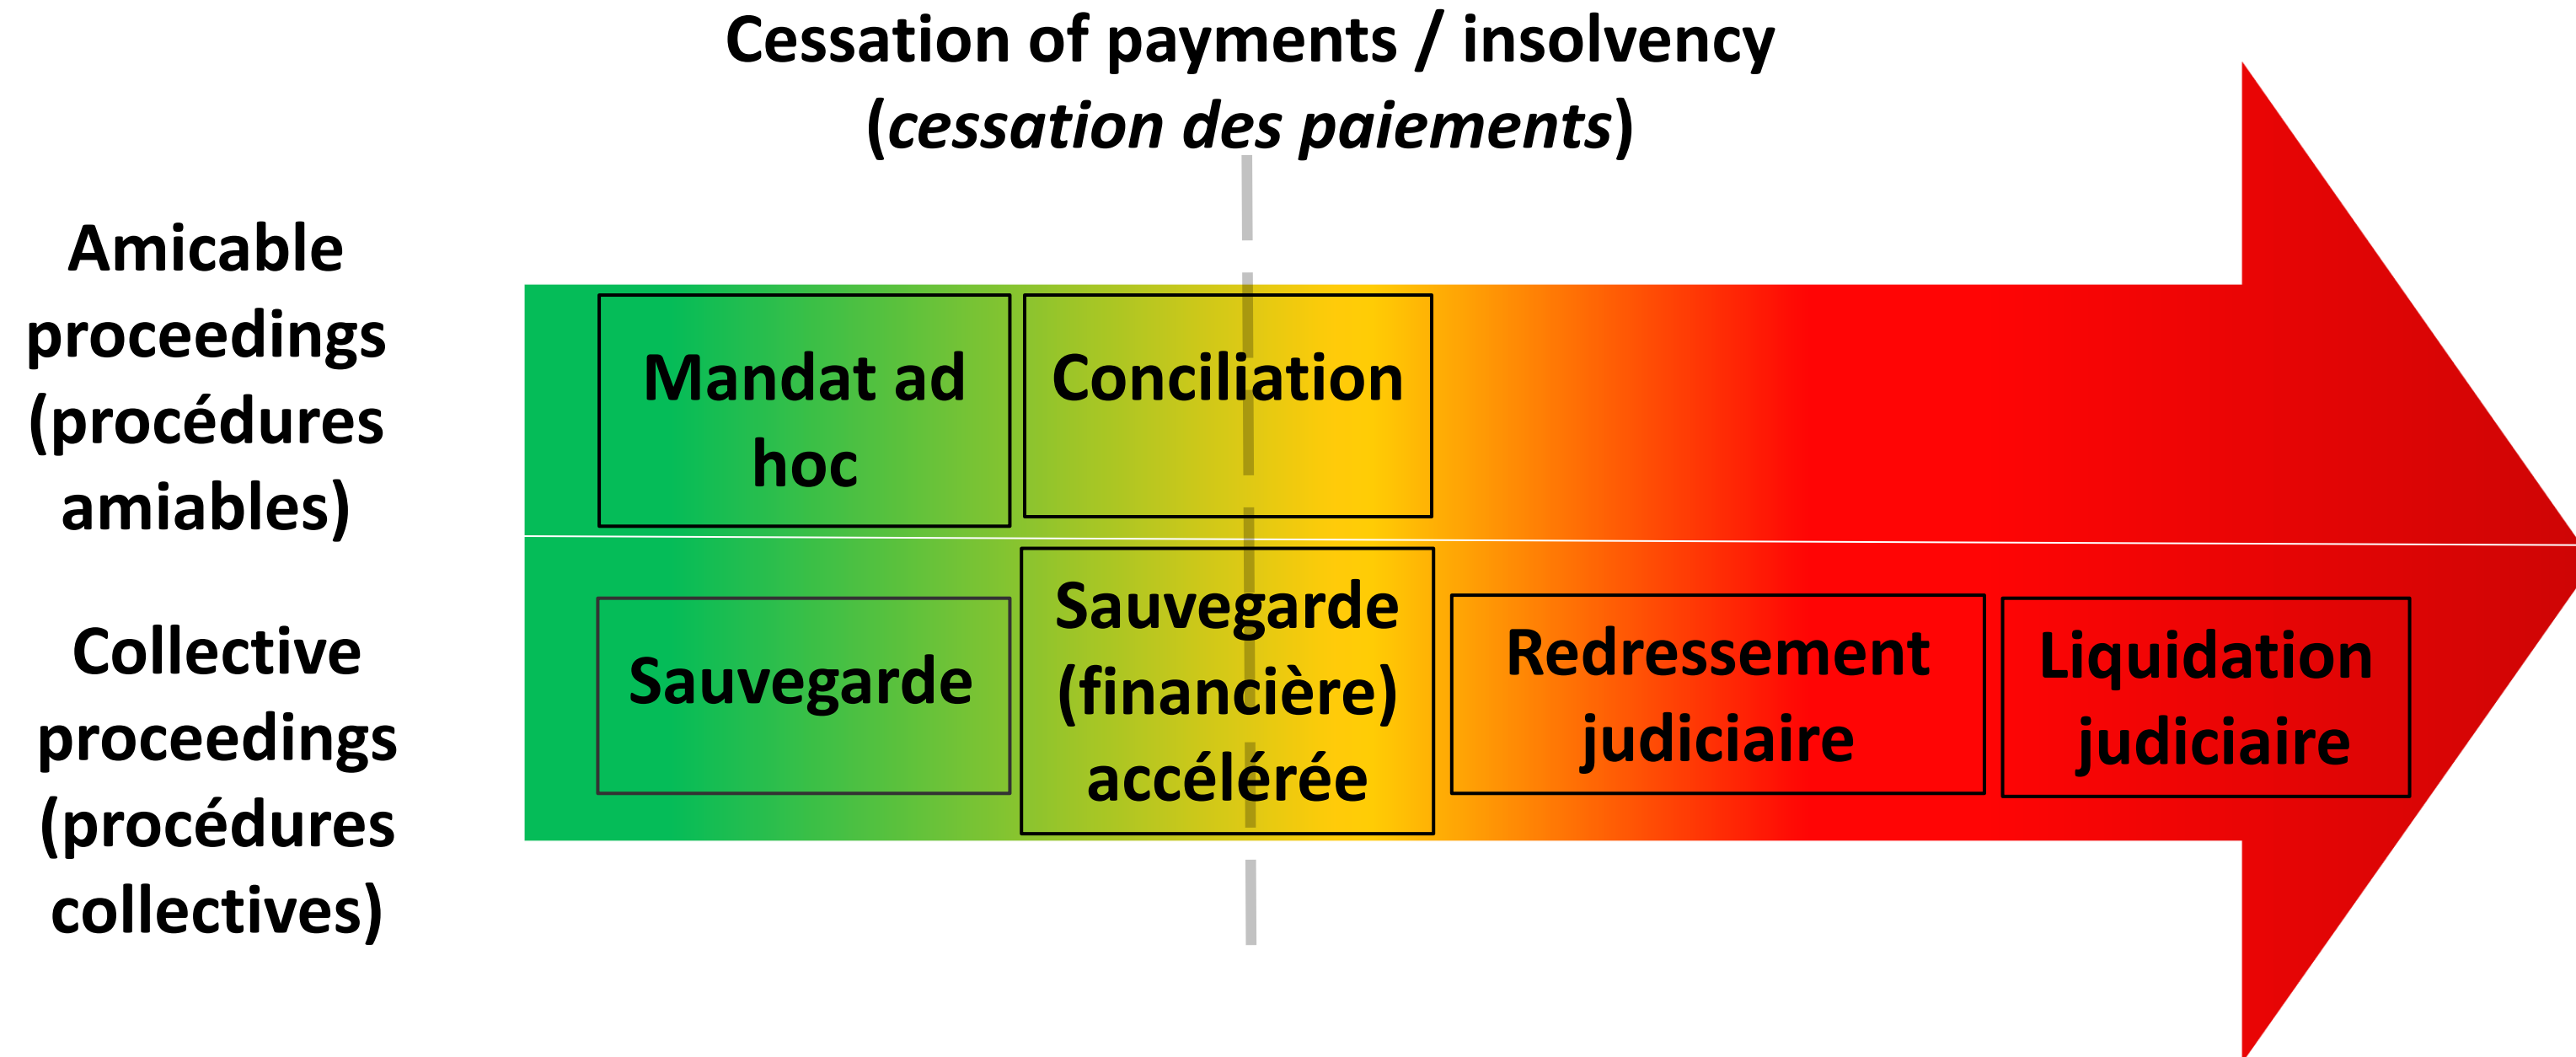 Cessation of payments / insolvency
(cessation des paiements)
Amicable
proceedings
(procédures
amiables)
Mandat ad
hoc
Conciliation
Collective
proceedings
(procédures
collectives)
Sauvegarde
Sauvegarde
(financière)
accélérée
Redressement
judiciaire
Liquidation
judiciaire